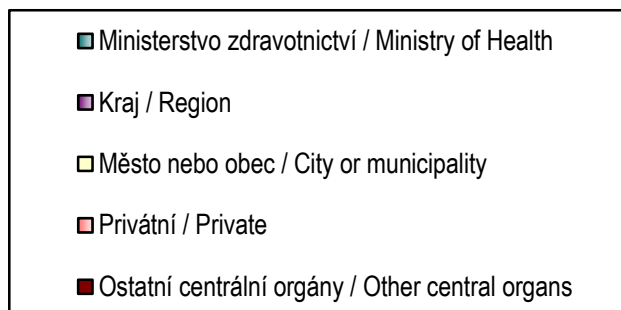 Ministerstvo zdravotnictví / Ministry of Health
Kraj / Region
Město nebo obec / City or municipality
Privátní / Private
Ostatní centrální orgány / Other central organs